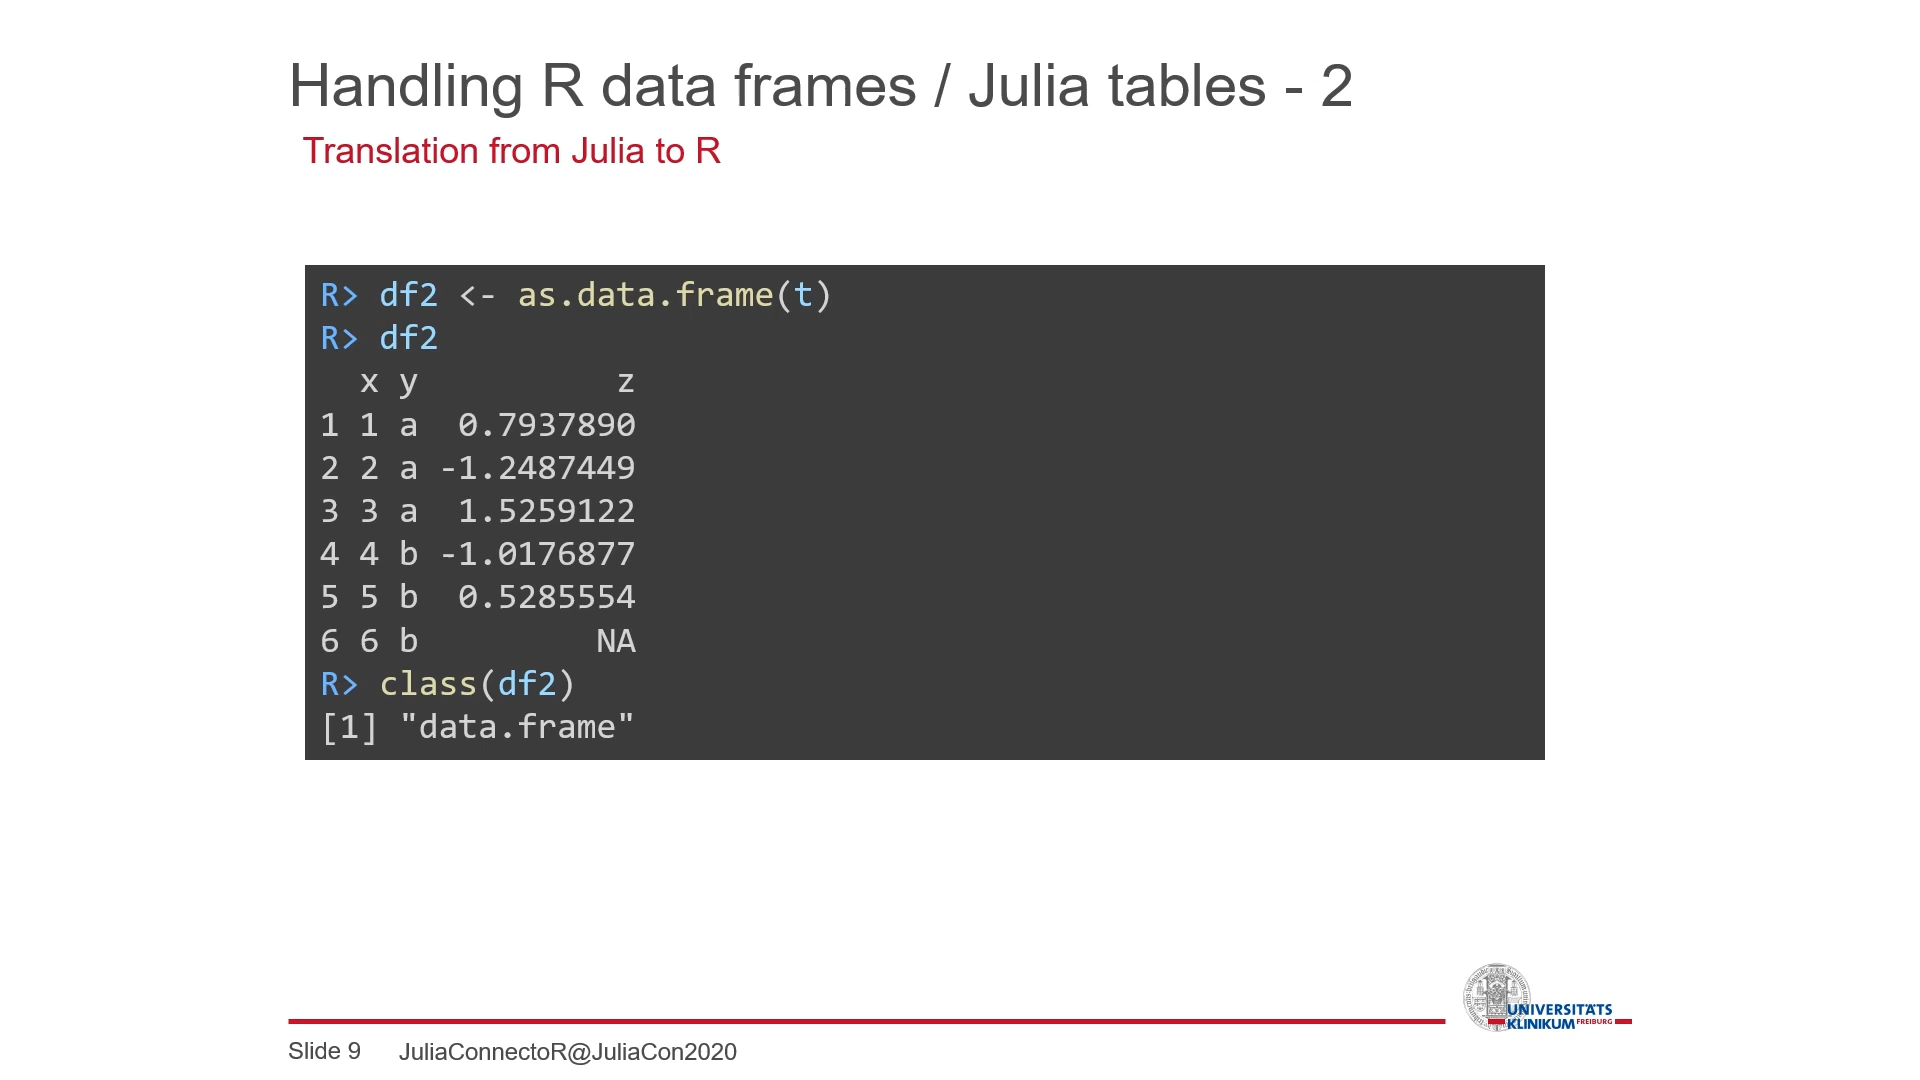 Handling R data frames / Julia tables - 2
Translation from Julia to R
R> df2 <- as.data.frame(t)
R> df2
  x y          z
1 1 a  0.7937890
2 2 a -1.2487449
3 3 a  1.5259122
4 4 b -1.0176877
5 5 b  0.5285554
6 6 b         NA
R> class(df2)
[1] "data.frame"
UNIVERSITÄTS
KLINIKUM FREIBURG
Slide 9 JuliaConnectoR@JuliaCon2020